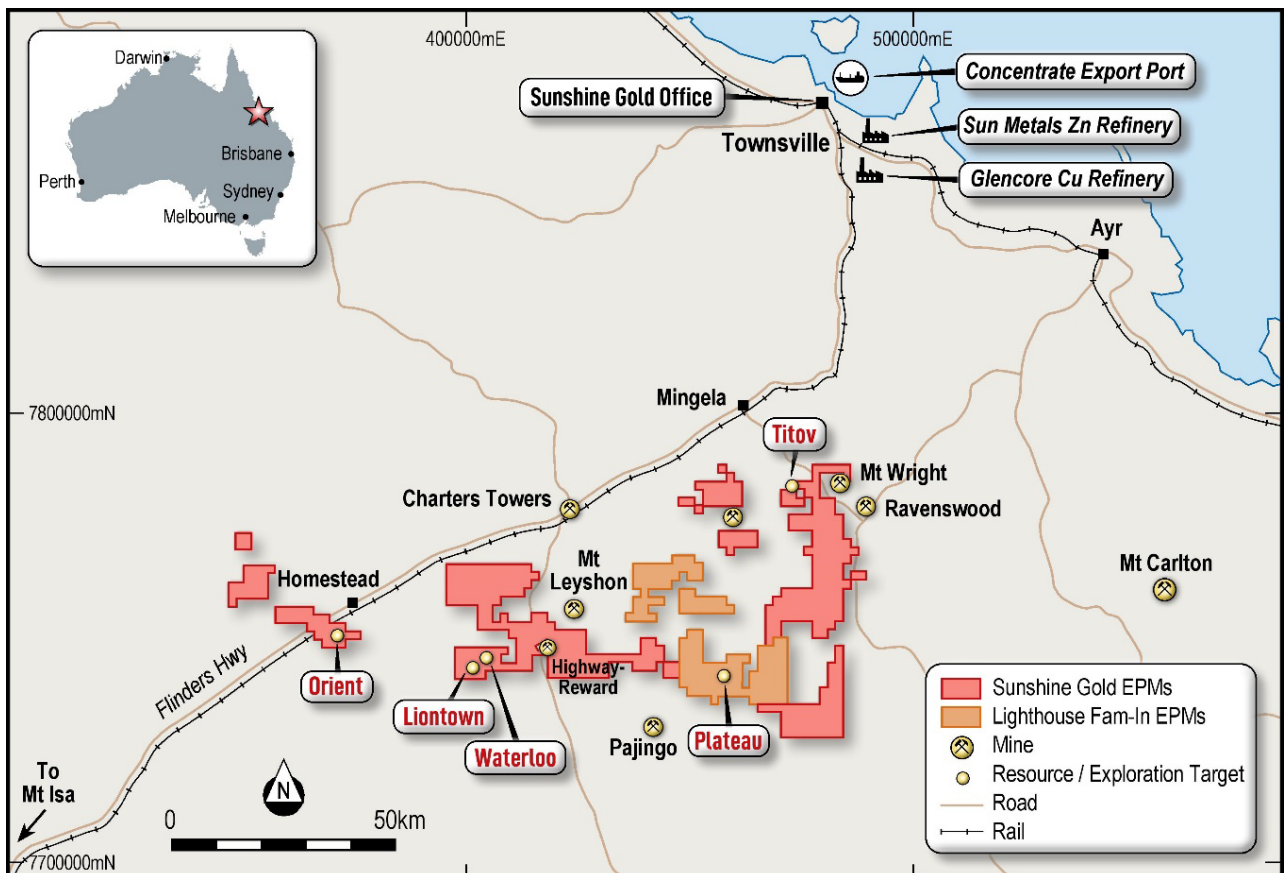 400000mE
500000mE
Darwin
Brisbane
Perth
Sydney
Melbourne
Sunshine Gold Office
Concentrate Export Port
Sun Metals Zn Refinery
Townsville
Glencore Cu Refinery
Ayr
Mingela
7800000mN
Titov
Mt Wright
Charters Towers
Ravenswood
Mt
Leyshon
Mt Carlton
Homestead
Highway-
Reward
Flinders Hwy
Orient
Liontown
Waterloo
Pajingo
Plateau
To
Mt Isa
N
0
50km
7700000mN
Sunshine Gold EPMs
Lighthouse Fam-In EPMs
Mine
Resource / Exploration Target
Road
Rail